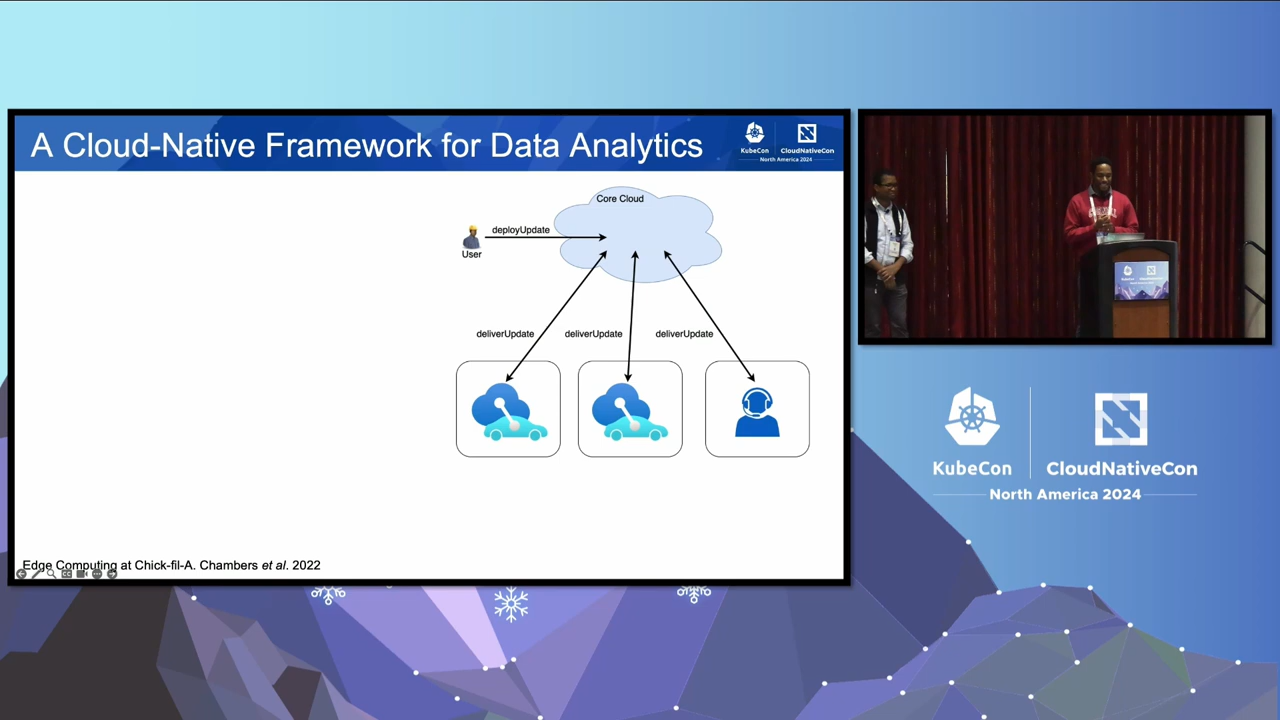 A Cloud-Native Framework for Data Analytics
KubeCon
CloudNativeCon
North America 2024
Core Cloud
deployUpdate
User
deliverUpdate
deliverUpdate
deliverUpdate
Edge Computing at Chick-fil-A. Chambers et al. 2022
KubeCon
CloudNativeCon
North America 2024